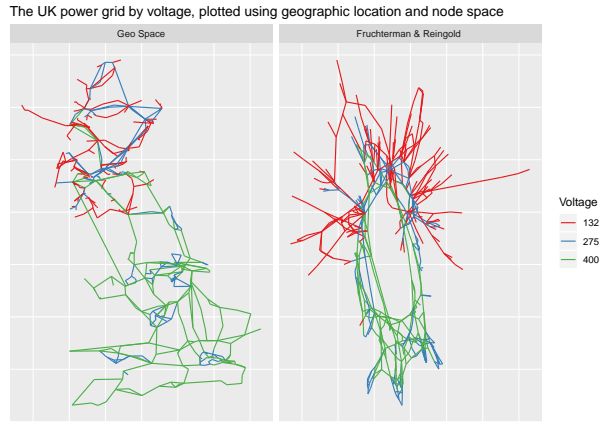 The UK power grid by voltage, plotted using geographic location and node space
Geo Space
Fruchterman & Reingold
Voltage
132
275
400